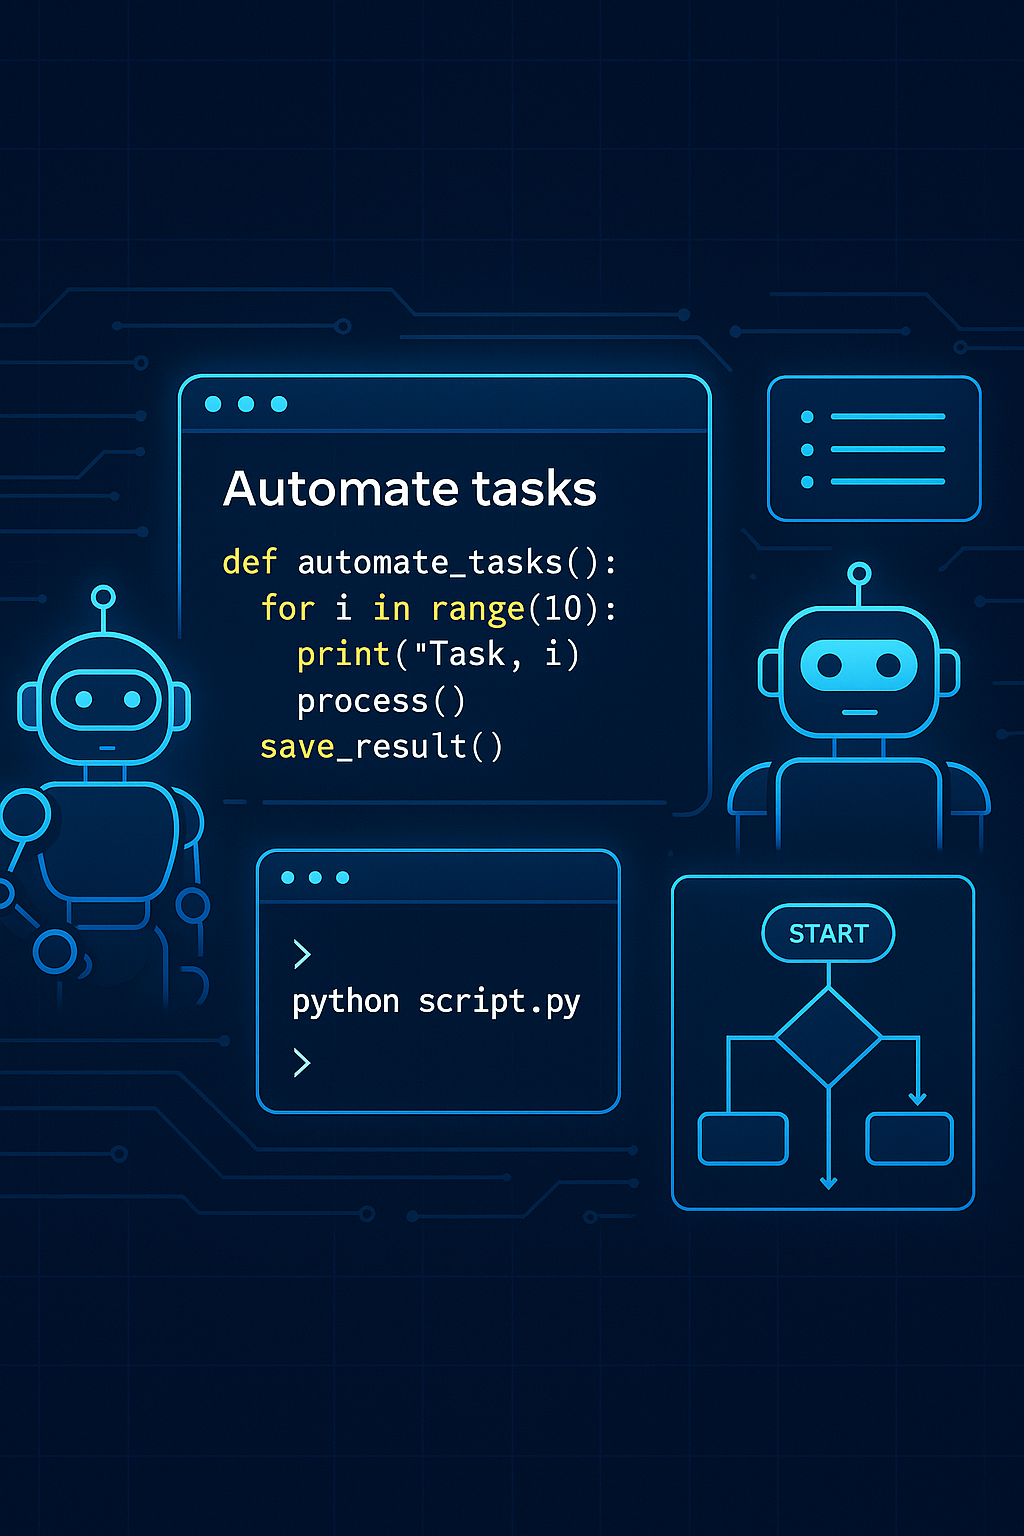 Automate tasks
def automate_tasks():
for i in range(10):
print("Task, i)
process()
save_result()
>
python script.py
>
START